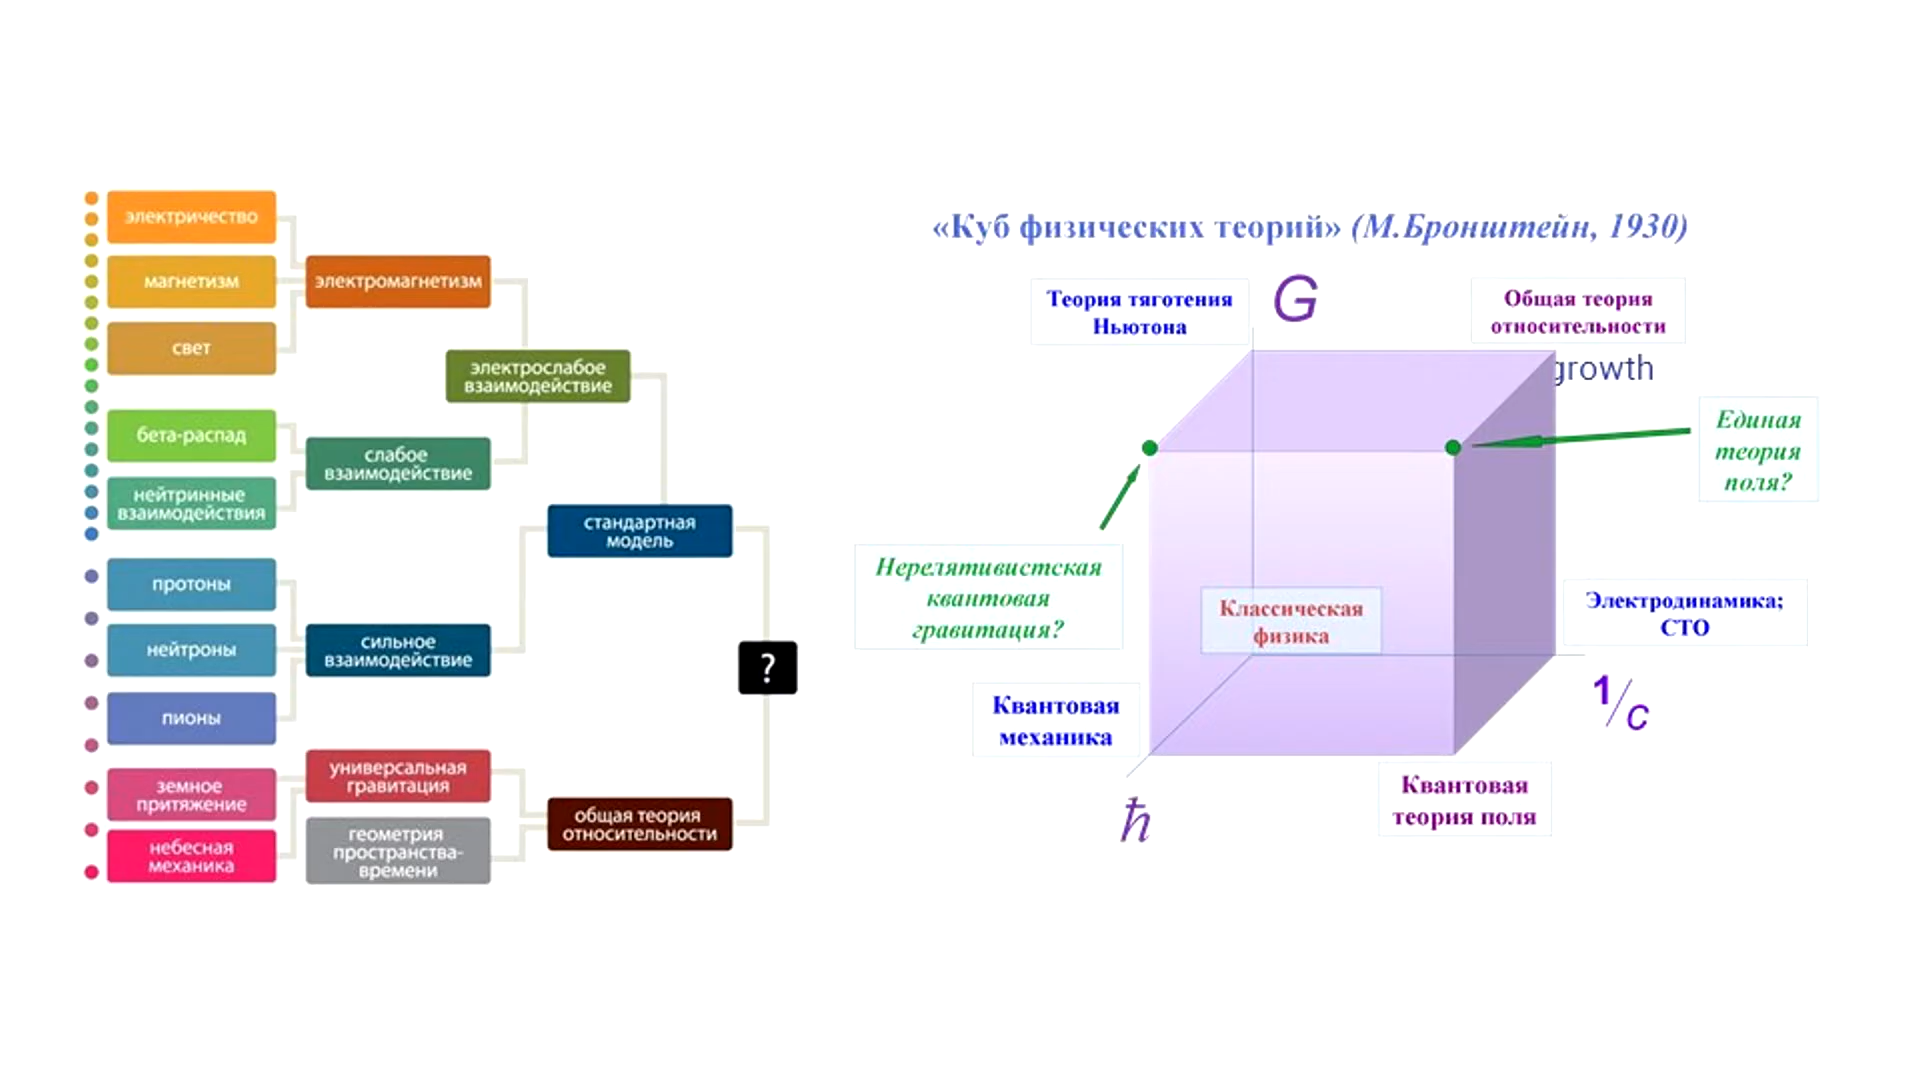 электричество
магнетизм
свет
электромагнетизм
электрослабое
взаимодействие
бета-распад
нейтринные
взаимодействия
слабое
взаимодействие
стандартная
модель
протоны
нейтроны
пионы
сильное
взаимодействие
?
земное
притяжение
небесная
механика
универсальная
гравитация
геометрия
пространства-
времени
общая теория
относительности
«Куб физических теорий» (М.Бронштейн, 1930)
Теория тяготения
Ньютона
G
Общая теория
относительности
growth
Единая
теория
поля?
Нерелятивистская
квантовая
гравитация?
Классическая
физика
Электродинамика;
СТО
Квантовая
механика
1/c
Квантовая
теория поля
ħ